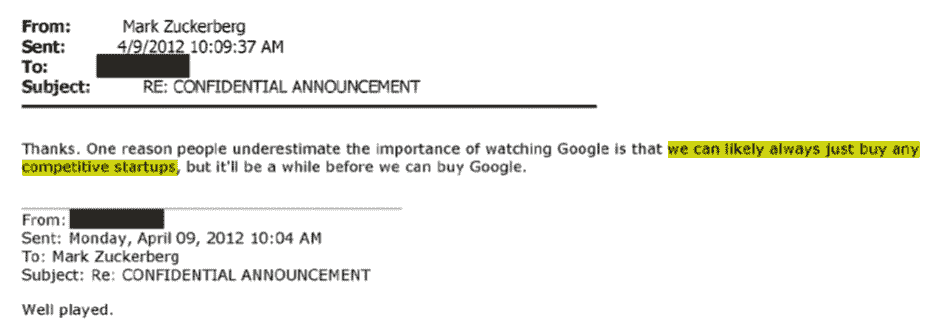 From: Mark Zuckerberg
Sent: 4/9/2012 10:09:37 AM
To:
Subject: RE: CONFIDENTIAL ANNOUNCEMENT
Thanks. One reason people underestimate the importance of watching Google is that we can likely always just buy any
competitive startups, but it'll be a while before we can buy Google.
From:
Sent: Monday, April 09, 2012 10:04 AM
To: Mark Zuckerberg
Subject: Re: CONFIDENTIAL ANNOUNCEMENT
Well played.